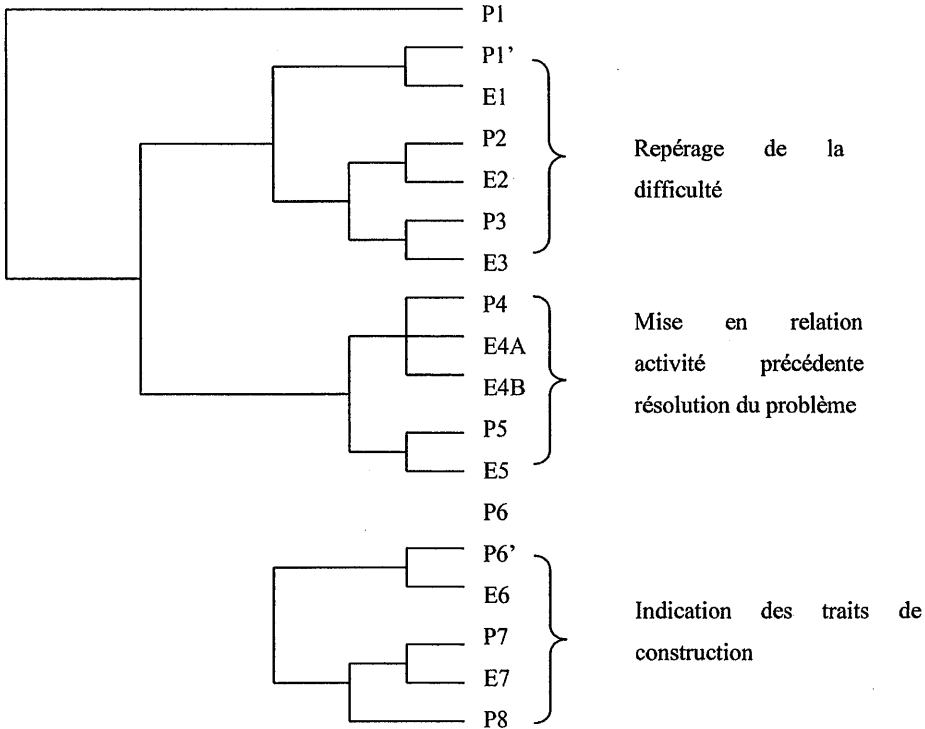 P1
P1’
E1
P2
E2
P3
E3
Repérage de la
difficulté
P4
E4A
E4B
P5
E5
Mise en relation
activité précédente
résolution du problème
P6
P6’
E6
P7
E7
P8
Indication des traits de
construction